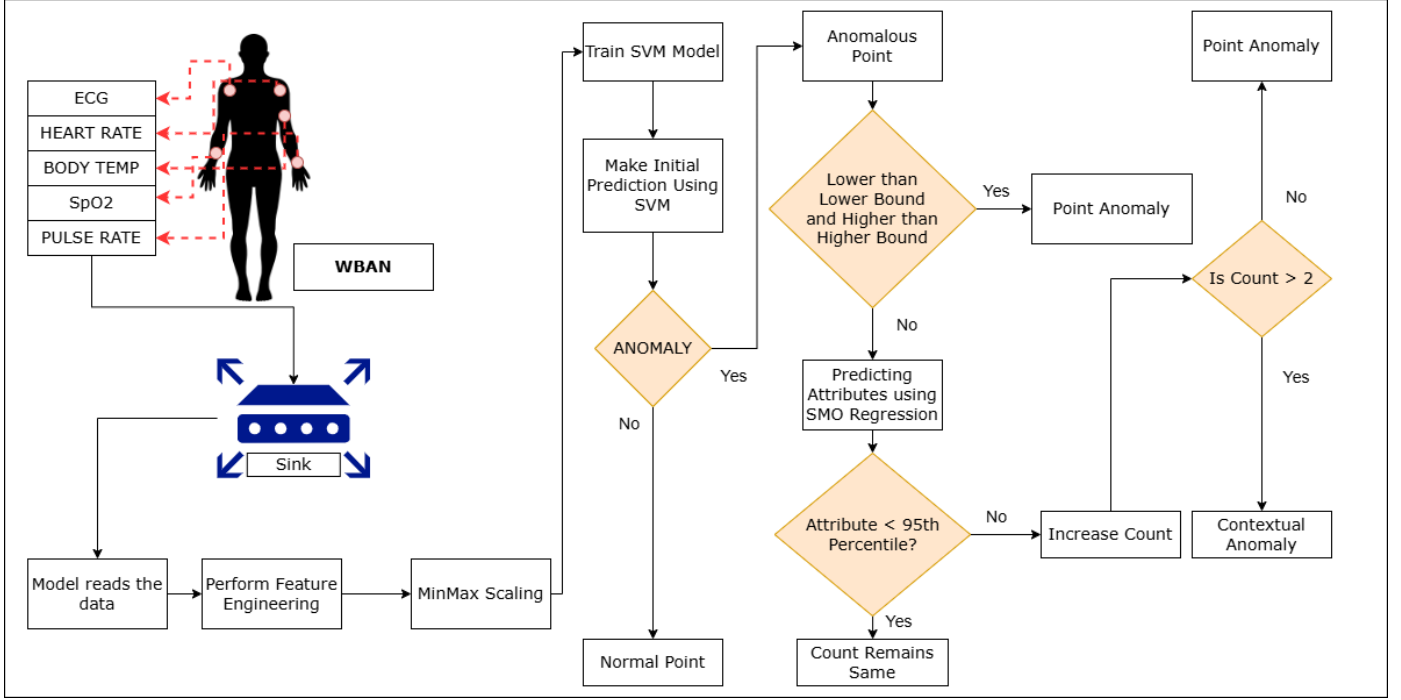 ECG
HEART RATE
BODY TEMP
SpO2
PULSE RATE
WBAN
Sink
Model reads the
data
Perform Feature
Engineering
MinMax Scaling
Train SVM Model
Make Initial
Prediction Using
SVM
ANOMALY
Yes
No
Normal Point
Anomalous
Point
Lower than
Lower Bound
and Higher than
Higher Bound
Yes
Point Anomaly
No
Predicting
Attributes using
SMO Regression
Attribute < 95th
Percentile?
No
Increase Count
Yes
Count Remains
Same
Is Count > 2
No
Point Anomaly
Yes
Contextual
Anomaly